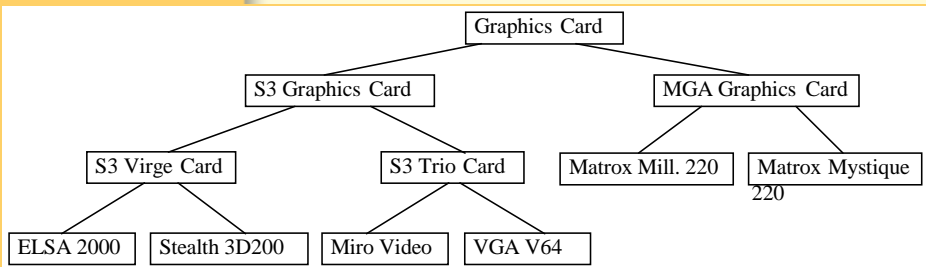 Graphics Card
S3 Graphics Card
MGA Graphics Card
S3 Virge Card
S3 Trio Card
Matrox Mill. 220
Matrox Mystique
220
ELSA 2000
Stealth 3D200
Miro Video
VGA V64